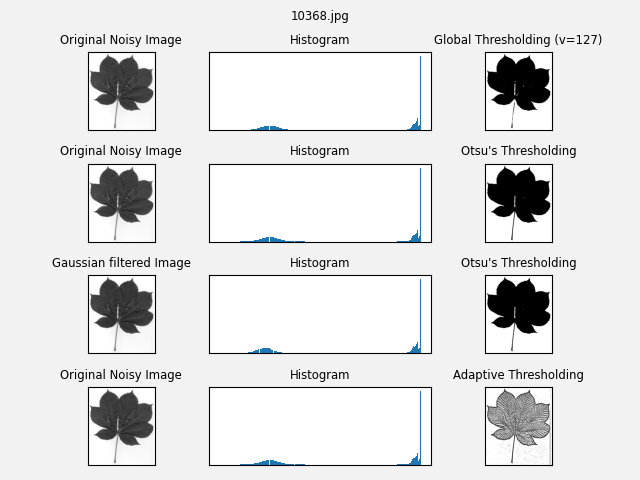 10368.jpg
Original Noisy Image
Histogram
Global Thresholding (v=127)
Original Noisy Image
Histogram
Otsu's Thresholding
Gaussian filtered Image
Histogram
Otsu's Thresholding
Original Noisy Image
Histogram
Adaptive Thresholding